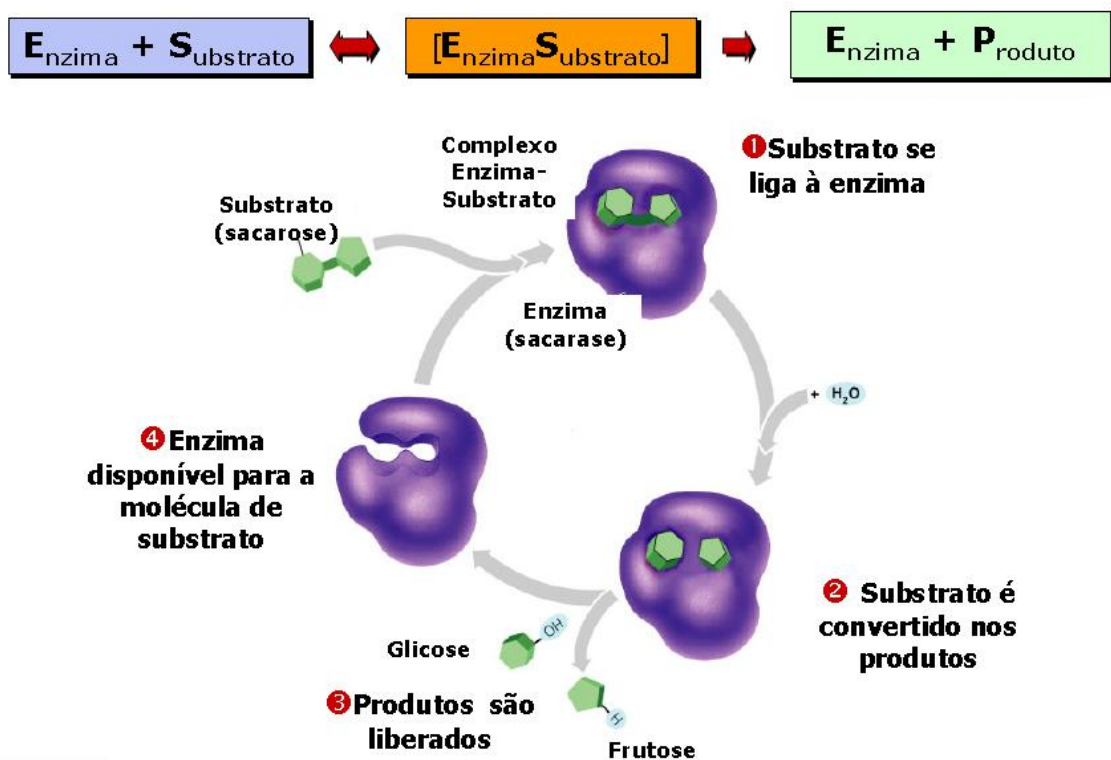 Enzima + Substrato
[EnzimaSubstrato]
Enzima + Produto
Complexo
Enzima-
Substrato
❶Substrato se
liga à enzima
Substrato
(sacarose)
Enzima
(sacarase)
+ H₂O
❹Enzima
disponível para a
molécula de
substrato
❷ Substrato é
convertido nos
produtos
Glicose
OH
❸Produtos são
liberados
H
Frutose